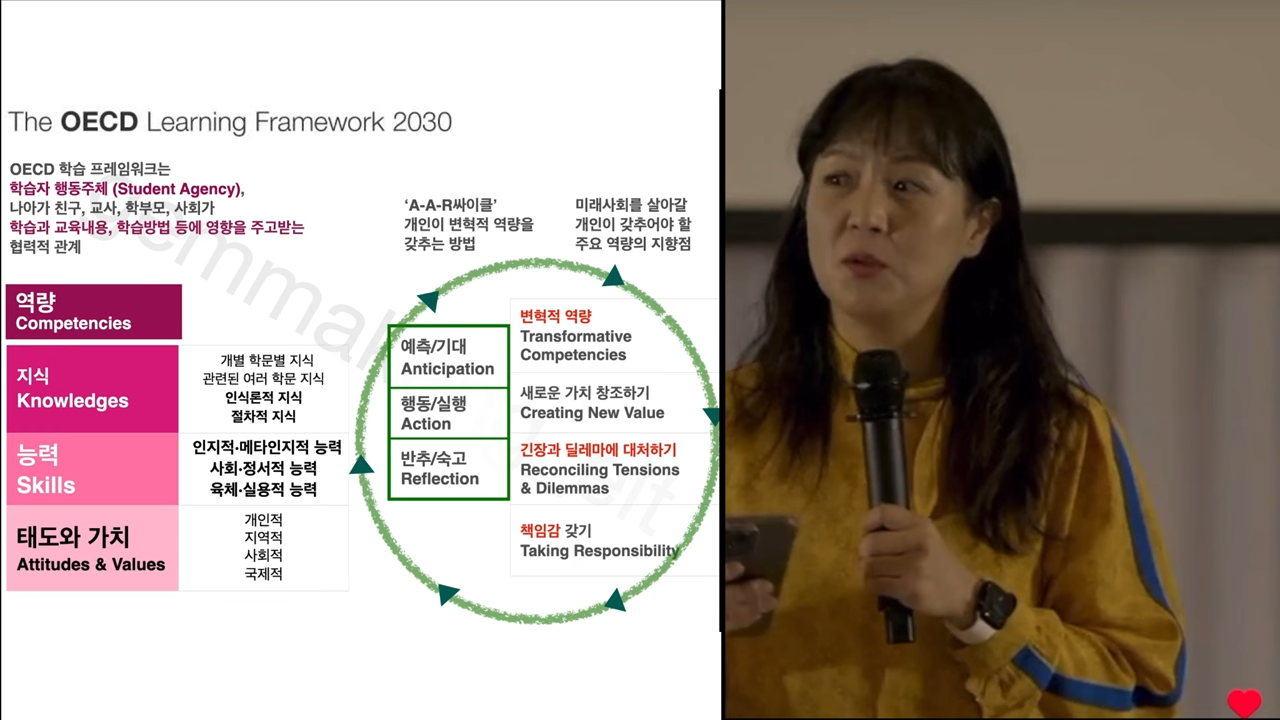 The OECD Learning Framework 2030
OECD 학습 프레임워크는
학습자 행동주체 (Student Agency),
나아가 친구, 교사, 학부모, 사회가
학습과 교육내용, 학습방법 등에 영향을 주고받는
협력적 관계
‘A-A-R싸이클’
개인이 변혁적 역량을
갖추는 방법
미래사회를 살아갈
개인이 갖추어야 할
주요 역량의 지향점
역량
Competencies
지식
Knowledges
개별 학문별 지식
관련된 여러 학문 지식
인식론적 지식
절차적 지식
능력
Skills
인지적·메타인지적 능력
사회·정서적 능력
육체·실용적 능력
태도와 가치
Attitudes & Values
개인적
지역적
사회적
국제적
예측/기대
Anticipation
행동/실행
Action
반추/숙고
Reflection
변혁적 역량
Transformative
Competencies
새로운 가치 창조하기
Creating New Value
긴장과 딜레마에 대처하기
Reconciling Tensions
& Dilemmas
책임감 갖기
Taking Responsibility